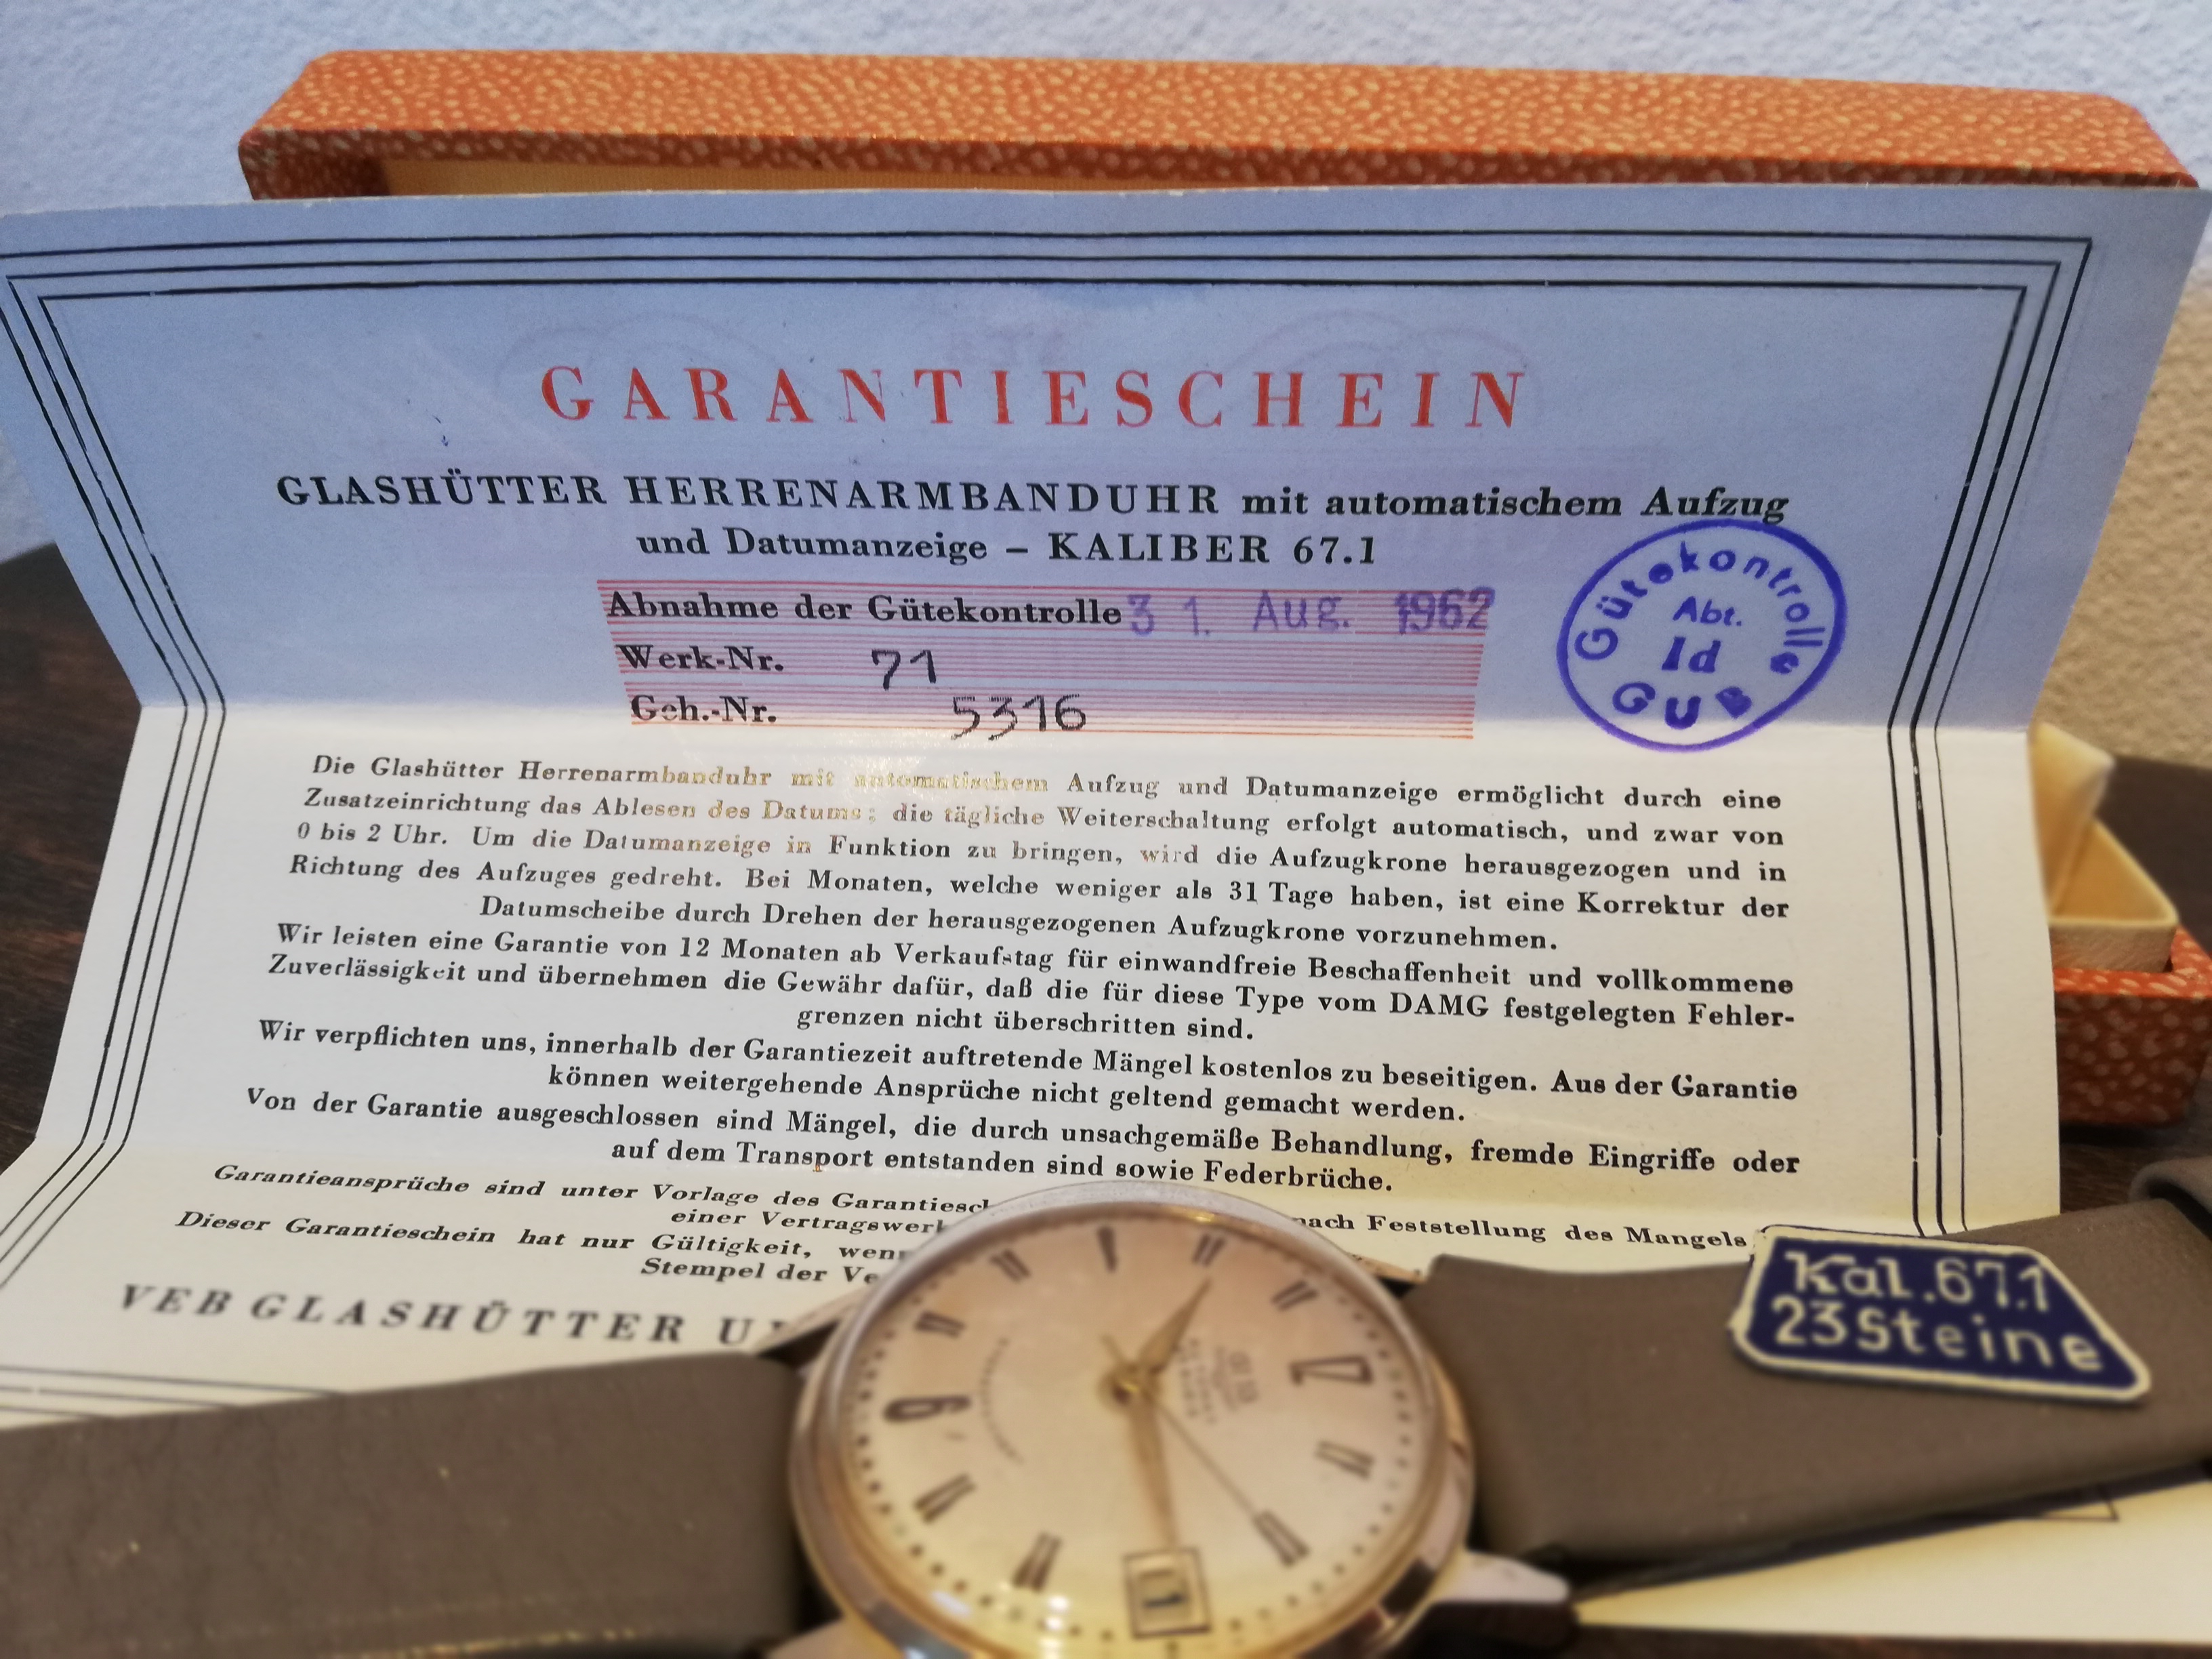 GARANTIESCHEIN
GLASHÜTTER HERRENARMBANDUHR mit automatischem Aufzug
und Datumanzeige – KALIBER 67.1
Abnahme der Gütekontrolle 31. Aug. 1962
Werk-Nr. 71
Geh.-Nr. 5316
Gütekontrolle
Abt.
Id
GUB
Die Glashütter Herrenarmbanduhr mit automatischem Aufzug und Datumanzeige ermöglicht durch eine
Zusatzeinrichtung das Ablesen des Datums; die tägliche Weiterschaltung erfolgt automatisch, und zwar von
0 bis 2 Uhr. Um die Datumanzeige in Funktion zu bringen, wird die Aufzugkrone herausgezogen und in
Richtung des Aufzuges gedreht. Bei Monaten, welche weniger als 31 Tage haben, ist eine Korrektur der
Datumscheibe durch Drehen der herausgezogenen Aufzugkrone vorzunehmen.
Wir leisten eine Garantie von 12 Monaten ab Verkaufstag für einwandfreie Beschaffenheit und vollkommene
Zuverlässigkeit und übernehmen die Gewähr dafür, daß die für diese Type vom DAMG festgelegten Fehler-
grenzen nicht überschritten sind.
Wir verpflichten uns, innerhalb der Garantiezeit auftretende Mängel kostenlos zu beseitigen. Aus der Garantie
können weitergehende Ansprüche nicht geltend gemacht werden.
Von der Garantie ausgeschlossen sind Mängel, die durch unsachgemäße Behandlung, fremde Eingriffe oder
auf dem Transport entstanden sind sowie Federbrüche.
Garantieansprüche sind unter Vorlage des Garantiesch nach Feststellung des Mangels
einer Vertragswerk
Dieser Garantieschein hat nur Gültigkeit, wenn
Stempel der Ve
VEB GLASHÜTTER U
Kal.67.1
23 Steine
9
1